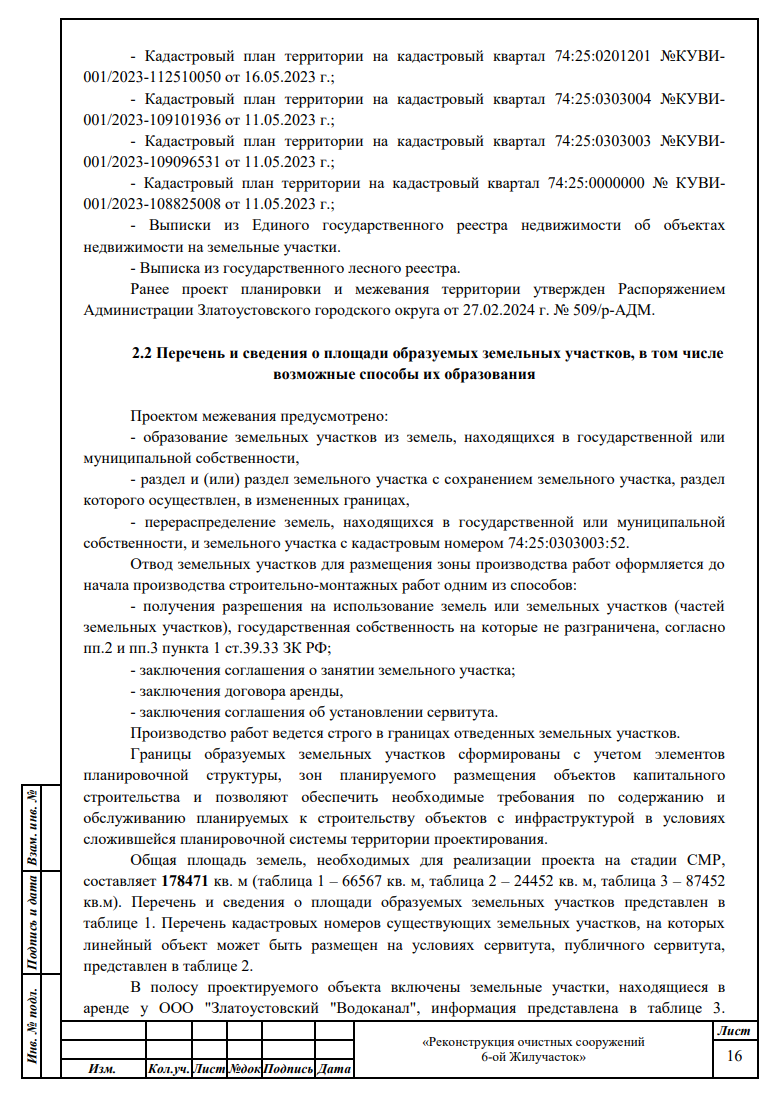 - Кадастровый план территории на кадастровый квартал 74:25:0201201 №КУВИ-
001/2023-112510050 от 16.05.2023 г.;
- Кадастровый план территории на кадастровый квартал 74:25:0303004 №КУВИ-
001/2023-109101936 от 11.05.2023 г.;
- Кадастровый план территории на кадастровый квартал 74:25:0303003 №КУВИ-
001/2023-109096531 от 11.05.2023 г.;
- Кадастровый план территории на кадастровый квартал 74:25:0000000 № КУВИ-
001/2023-108825008 от 11.05.2023 г.;
- Выписки из Единого государственного реестра недвижимости об объектах
недвижимости на земельные участки.
- Выписка из государственного лесного реестра.
Ранее проект планировки и межевания территории утвержден Распоряжением
Администрации Златоустовского городского округа от 27.02.2024 г. № 509/р-АДМ.
2.2 Перечень и сведения о площади образуемых земельных участков, в том числе
возможные способы их образования
Проектом межевания предусмотрено:
- образование земельных участков из земель, находящихся в государственной или
муниципальной собственности,
- раздел и (или) раздел земельного участка с сохранением земельного участка, раздел
которого осуществлен, в измененных границах,
- перераспределение земель, находящихся в государственной или муниципальной
собственности, и земельного участка с кадастровым номером 74:25:0303003:52.
Отвод земельных участков для размещения зоны производства работ оформляется до
начала производства строительно-монтажных работ одним из способов:
- получения разрешения на использование земель или земельных участков (частей
земельных участков), государственная собственность на которые не разграничена, согласно
пп.2 и пп.3 пункта 1 ст.39.33 ЗК РФ;
- заключения соглашения о занятии земельного участка;
- заключения договора аренды,
- заключения соглашения об установлении сервитута.
Производство работ ведется строго в границах отведенных земельных участков.
Границы образуемых земельных участков сформированы с учетом элементов
планировочной структуры, зон планируемого размещения объектов капитального
строительства и позволяют обеспечить необходимые требования по содержанию и
обслуживанию планируемых к строительству объектов с инфраструктурой в условиях
сложившейся планировочной системы территории проектирования.
Общая площадь земель, необходимых для реализации проекта на стадии СМР,
составляет 178471 кв. м (таблица 1 – 66567 кв. м, таблица 2 – 24452 кв. м, таблица 3 – 87452
кв.м). Перечень и сведения о площади образуемых земельных участков представлен в
таблице 1. Перечень кадастровых номеров существующих земельных участков, на которых
линейный объект может быть размещен на условиях сервитута, публичного сервитута,
представлен в таблице 2.
В полосу проектируемого объекта включены земельные участки, находящиеся в
аренде у ООО "Златоустовский "Водоканал", информация представлена в таблице 3.
Взам. инв. №
Подпись и дата
Инв. № подл.
Изм. Кол.уч. Лист №док Подпись Дата
«Реконструкция очистных сооружений
6-ой Жилучасток»
Лист
16